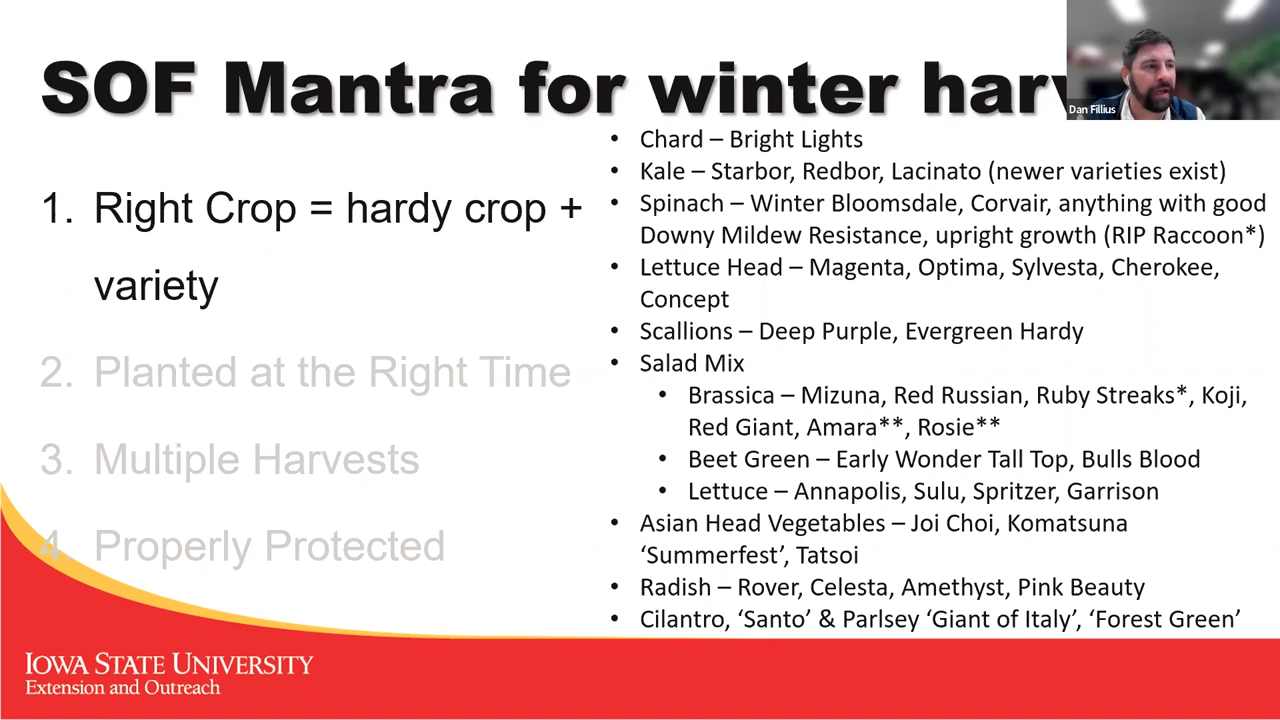 SOF Mantra for winter harv
Dan Fillius
1. Right Crop = hardy crop +
variety
2. Planted at the Right Time
3. Multiple Harvests
4. Properly Protected
• Chard – Bright Lights
• Kale – Starbor, Redbor, Lacinato (newer varieties exist)
• Spinach – Winter Bloomsdale, Corvair, anything with good
Downy Mildew Resistance, upright growth (RIP Raccoon*)
• Lettuce Head – Magenta, Optima, Sylvesta, Cherokee,
Concept
• Scallions – Deep Purple, Evergreen Hardy
• Salad Mix
• Brassica – Mizuna, Red Russian, Ruby Streaks*, Koji,
Red Giant, Amara**, Rosie**
• Beet Green – Early Wonder Tall Top, Bulls Blood
• Lettuce – Annapolis, Sulu, Spritzer, Garrison
• Asian Head Vegetables – Joi Choi, Komatsuna
‘Summerfest’, Tatsoi
• Radish – Rover, Celesta, Amethyst, Pink Beauty
• Cilantro, ‘Santo’ & Parlsey ‘Giant of Italy’, ‘Forest Green’
IOWA STATE UNIVERSITY
Extension and Outreach